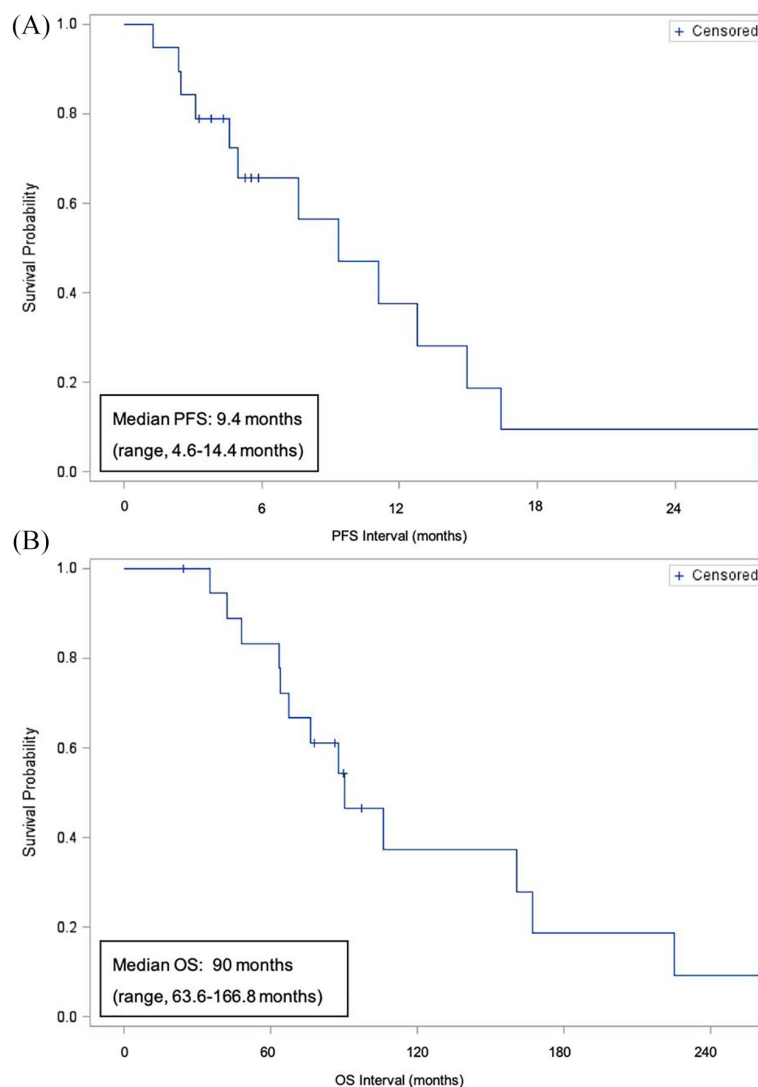 (A)
1.0
+ Censored
0.8
0.6
0.4
0.2
0.0
Survival Probability
Median PFS: 9.4 months
(range, 4.6-14.4 months)
0 6 12 18 24
PFS Interval (months)
(B)
1.0
+ Censored
0.8
0.6
0.4
0.2
0.0
Survival Probability
Median OS: 90 months
(range, 63.6-166.8 months)
0 60 120 180 240
OS Interval (months)